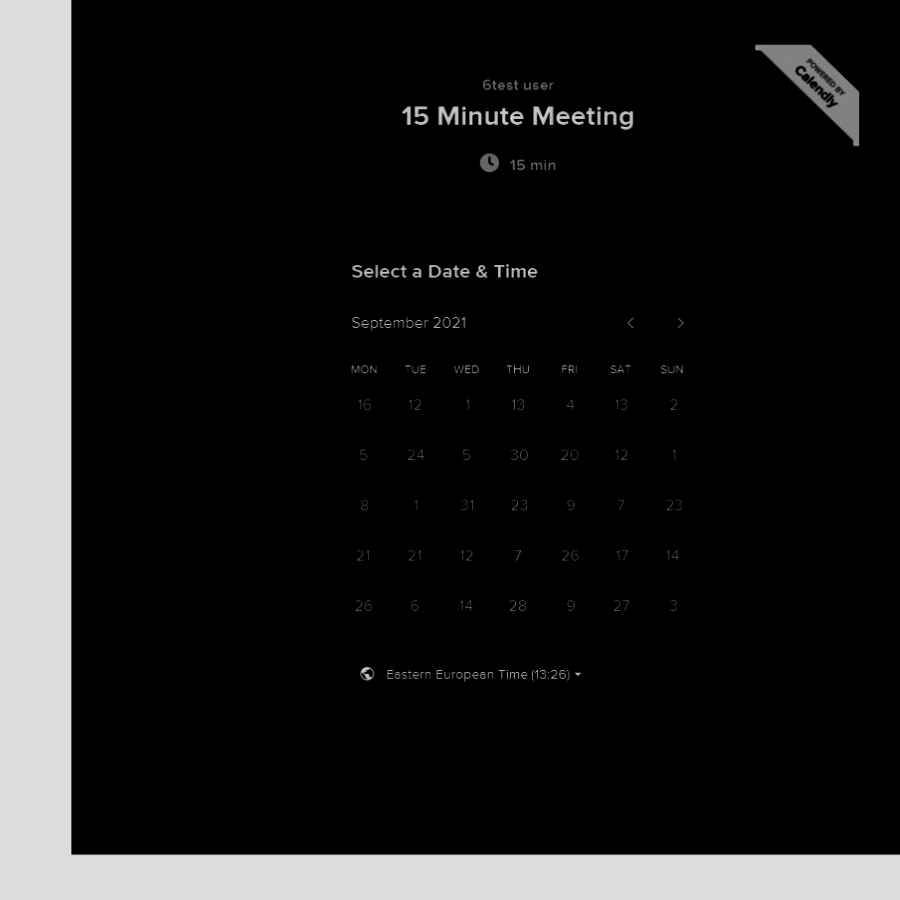 6test user
15 Minute Meeting
15 min
POWERED BY
Calendly
Select a Date & Time
September 2021
MON TUE WED THU FRI SAT SUN
16 12 1 13 4 13 2
5 24 5 30 20 12 1
8 1 31 23 9 7 23
21 21 12 7 26 17 14
26 6 14 28 9 27 3
Eastern European Time (13:26)